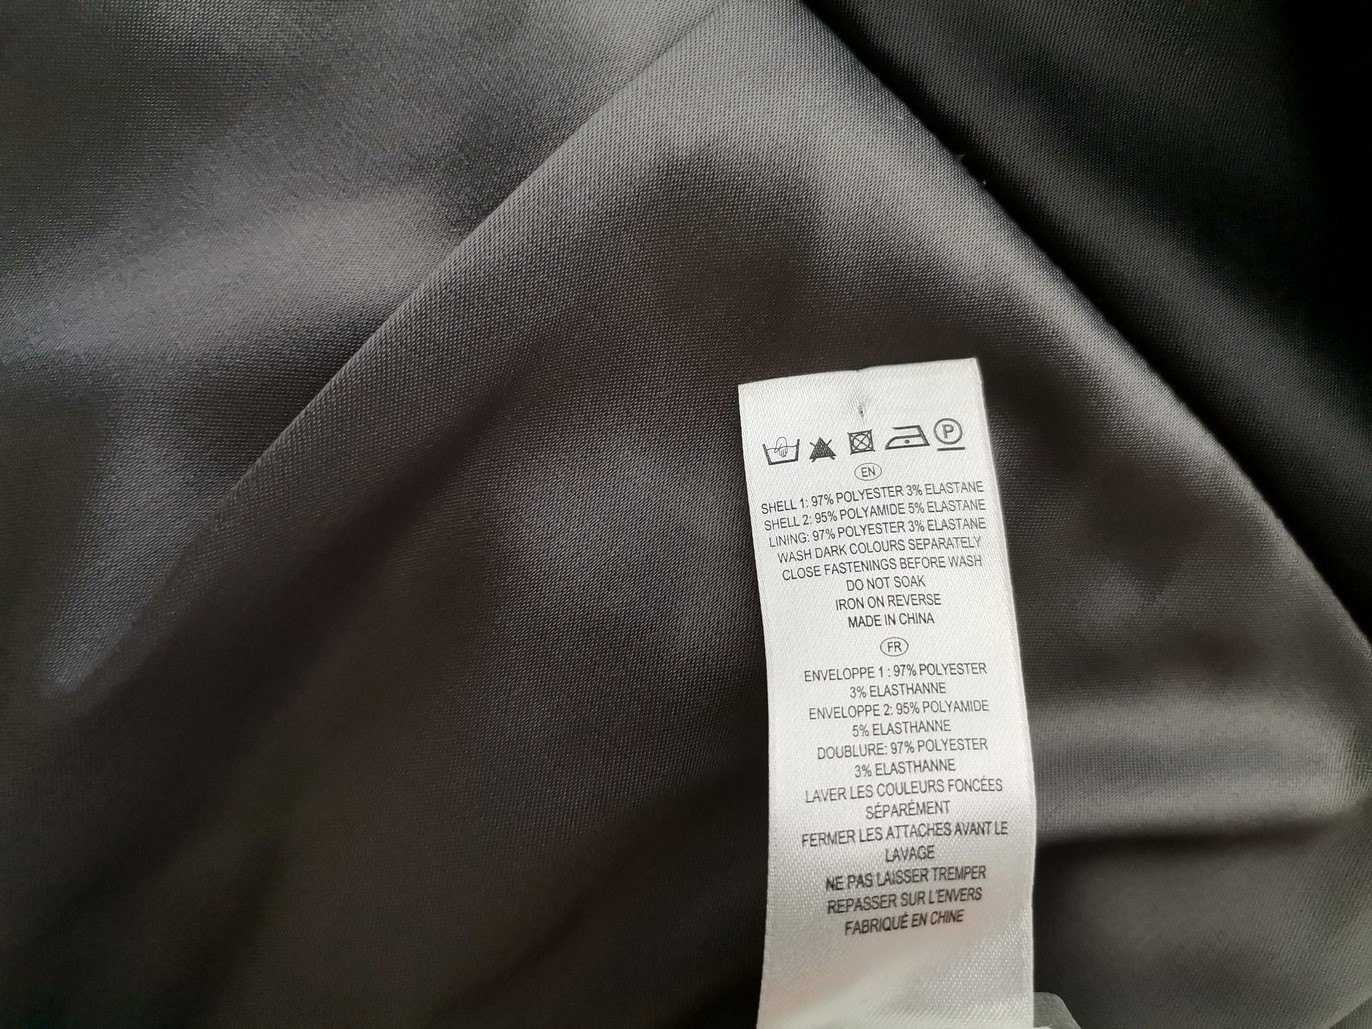 P
EN
SHELL 1: 97% POLYESTER 3% ELASTANE
SHELL 2: 95% POLYAMIDE 5% ELASTANE
LINING: 97% POLYESTER 3% ELASTANE
WASH DARK COLOURS SEPARATELY
CLOSE FASTENINGS BEFORE WASH
DO NOT SOAK
IRON ON REVERSE
MADE IN CHINA
FR
ENVELOPPE 1 : 97% POLYESTER
3% ELASTHANNE
ENVELOPPE 2: 95% POLYAMIDE
5% ELASTHANNE
DOUBLURE: 97% POLYESTER
3% ELASTHANNE
LAVER LES COULEURS FONCÉES
SÉPARÉMENT
FERMER LES ATTACHES AVANT LE
LAVAGE
NE PAS LAISSER TREMPER
REPASSER SUR L'ENVERS
FABRIQUÉ EN CHINE